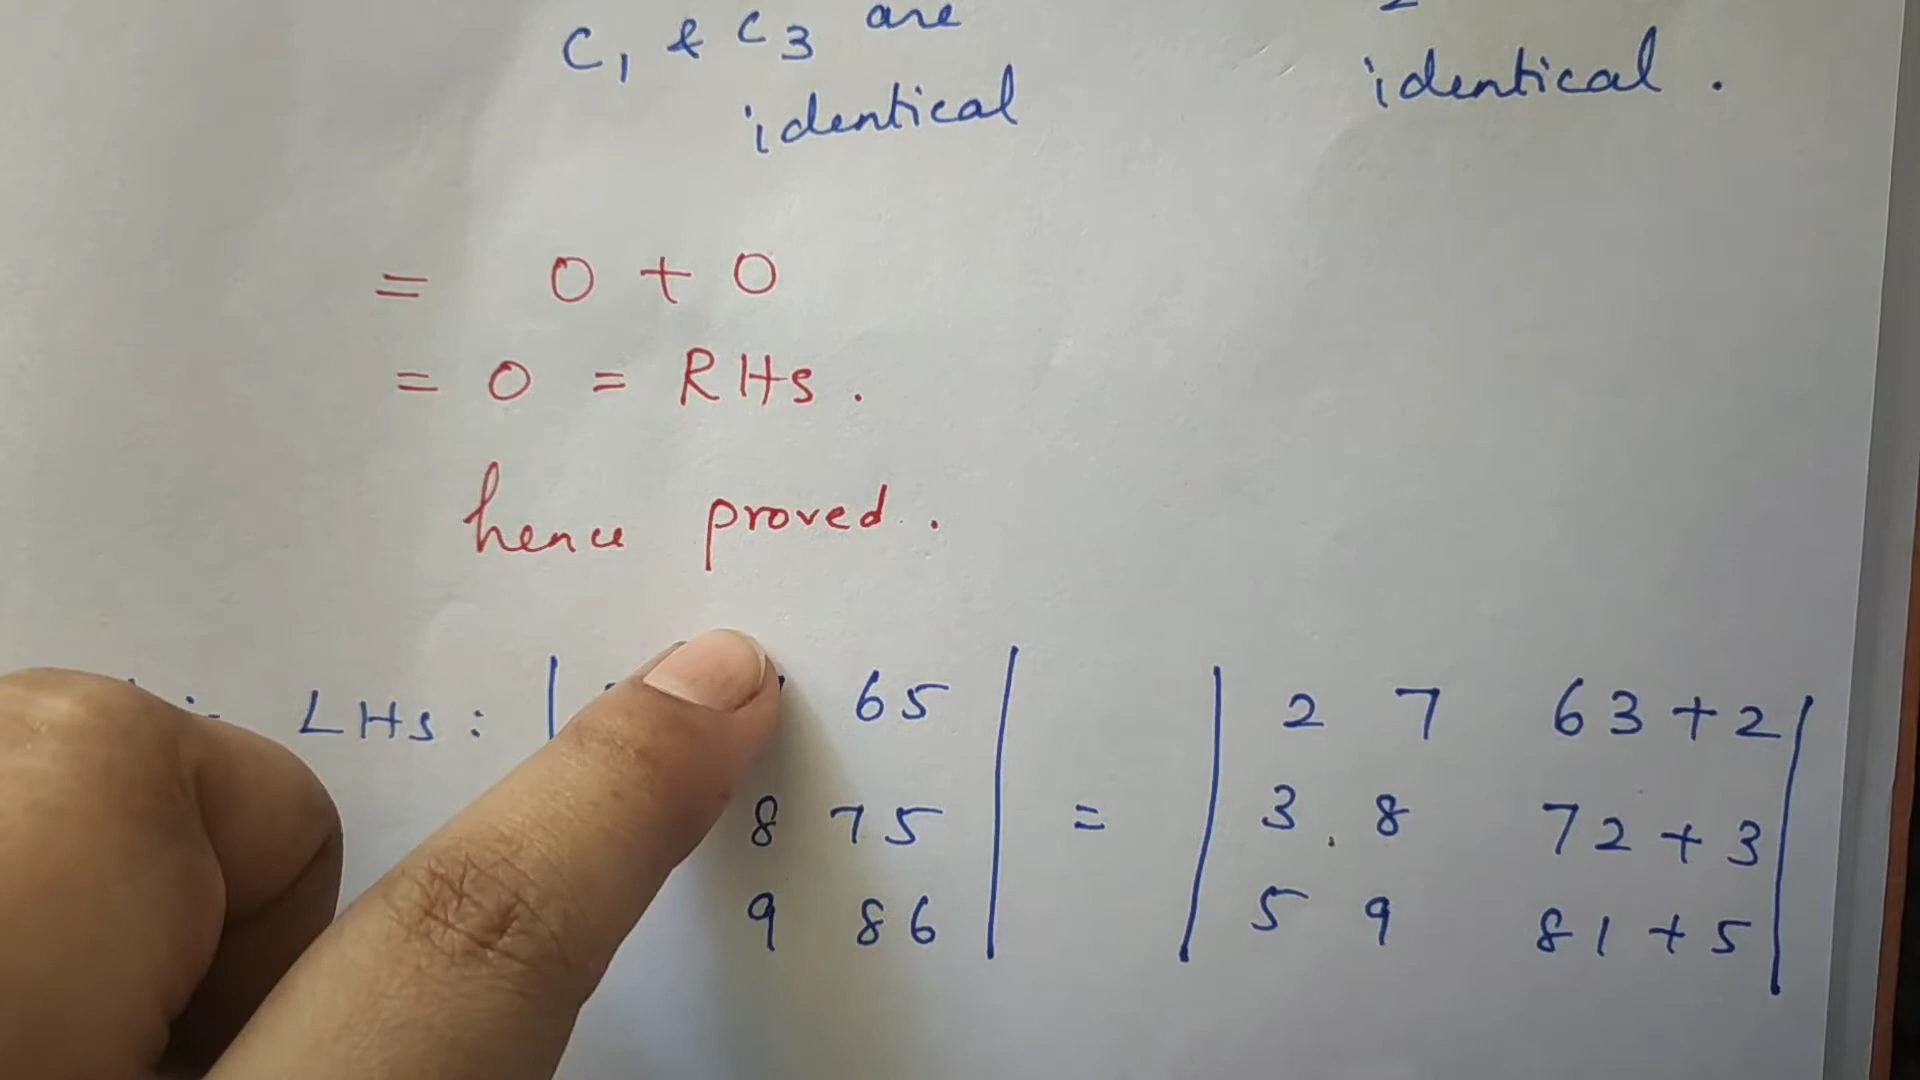 C₁ & C₃ are
identical
identical .
= 0 + 0
= 0 = RHS .
hence proved .
LHS : | 65 | = | 2 7 63+2 |
8 75 3 . 8 72+3
9 86 5 9 81+5